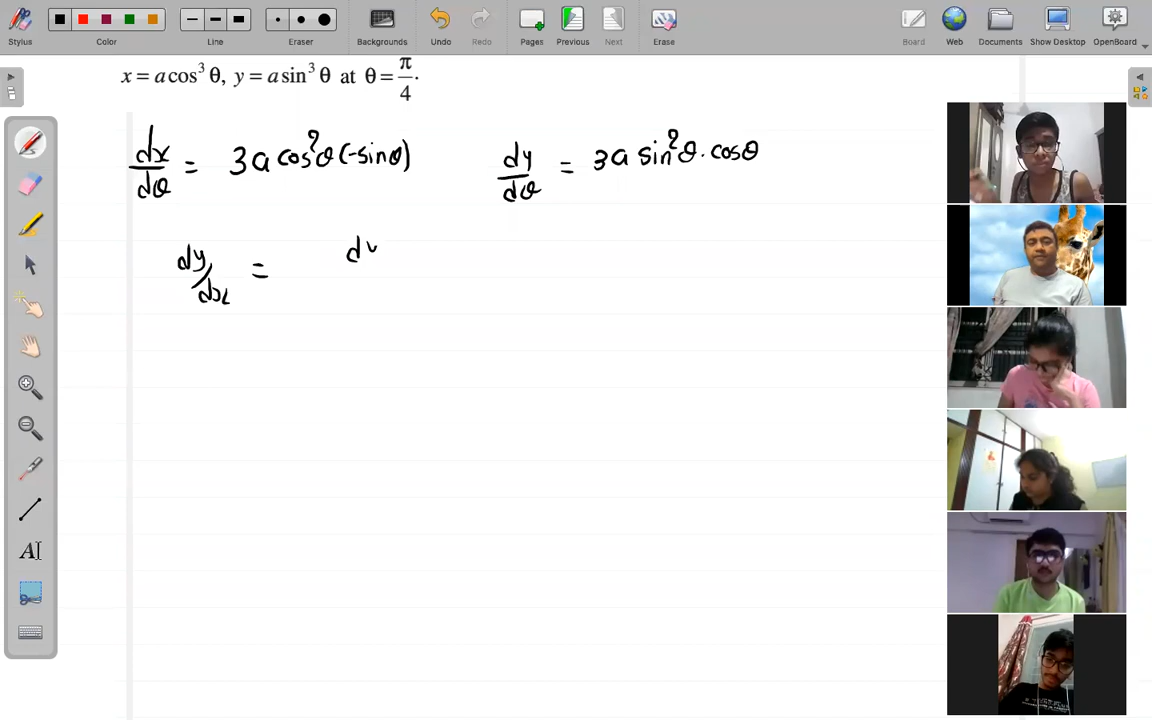 Stylus Color Line Eraser Backgrounds Undo Redo Pages Previous Next Erase Board Web Documents Show Desktop OpenBoard
x = a cos³ θ, y = a sin³ θ at θ = π/4.
dx/dθ = 3a cos²θ (-sinθ) dy/dθ = 3a sin²θ · cosθ
dy/dx = dy
A